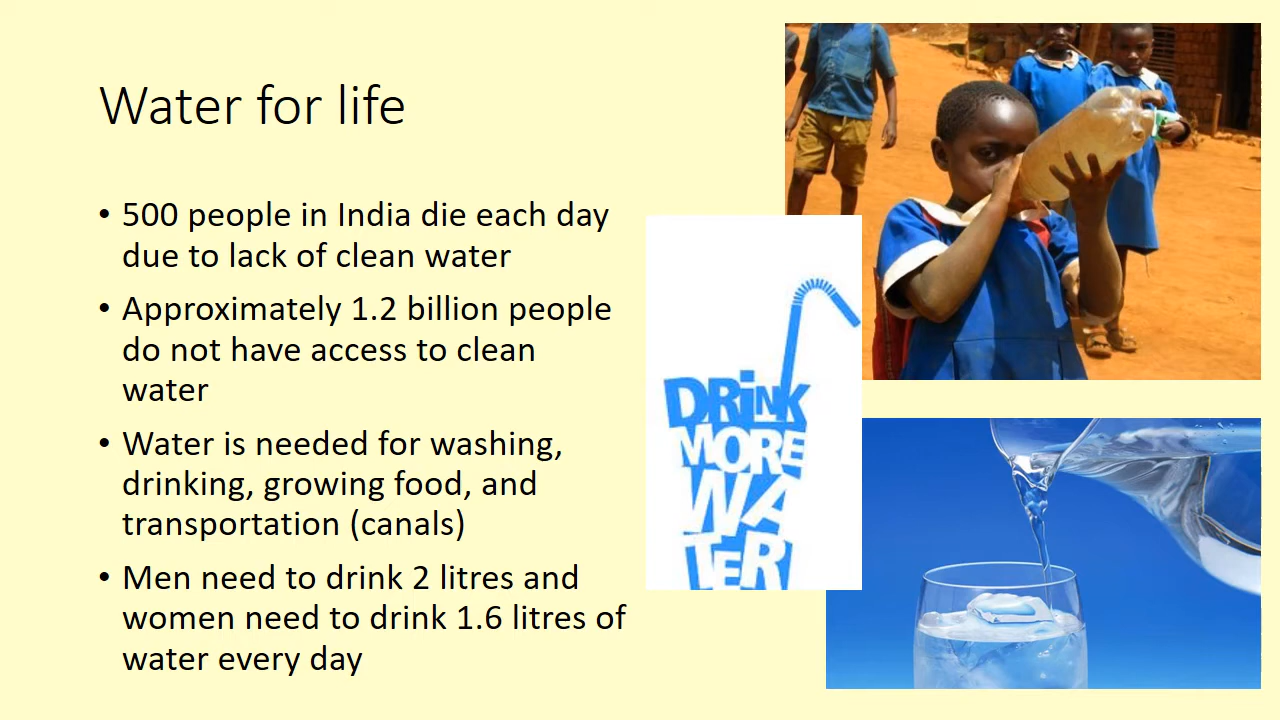 Water for life
• 500 people in India die each day
due to lack of clean water
• Approximately 1.2 billion people
do not have access to clean
water
• Water is needed for washing,
drinking, growing food, and
transportation (canals)
• Men need to drink 2 litres and
women need to drink 1.6 litres of
water every day
DRiNK
MORE
WA
TER